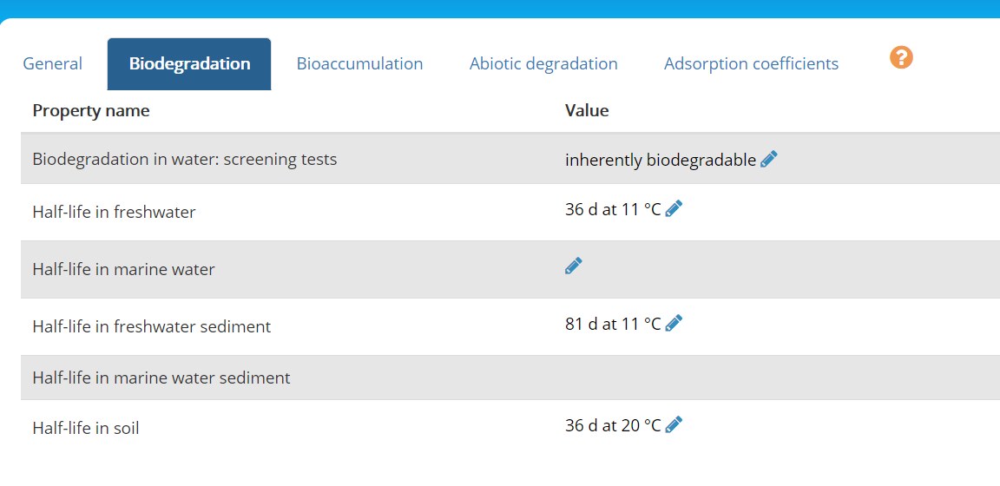 General Biodegradation Bioaccumulation Abiotic degradation Adsorption coefficients ?
Property name Value
Biodegradation in water: screening tests inherently biodegradable
Half-life in freshwater 36 d at 11 °C
Half-life in marine water
Half-life in freshwater sediment 81 d at 11 °C
Half-life in marine water sediment
Half-life in soil 36 d at 20 °C